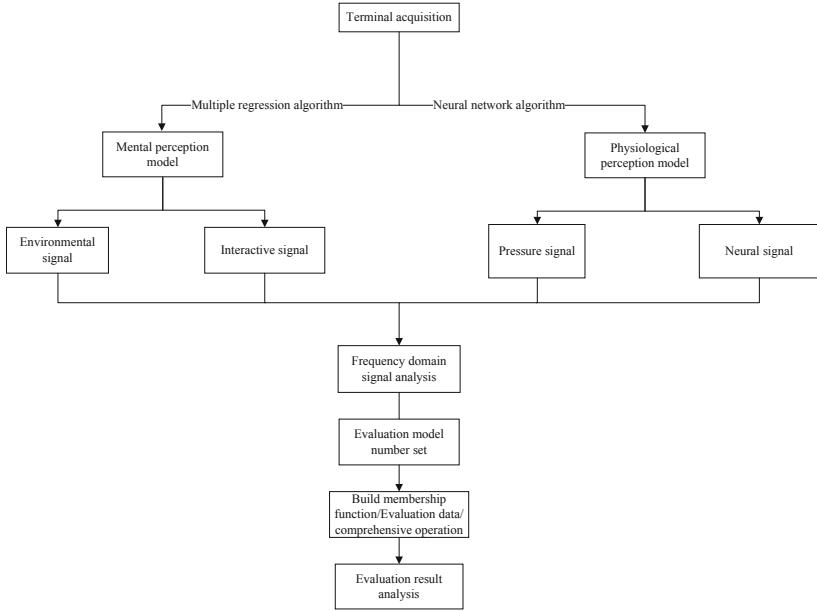 Terminal acquisition
Multiple regression algorithm
Neural network algorithm
Mental perception
model
Physiological
perception model
Environmental
signal
Interactive signal
Pressure signal
Neural signal
Frequency domain
signal analysis
Evaluation model
number set
Build membership
function/Evaluation data/
comprehensive operation
Evaluation result
analysis